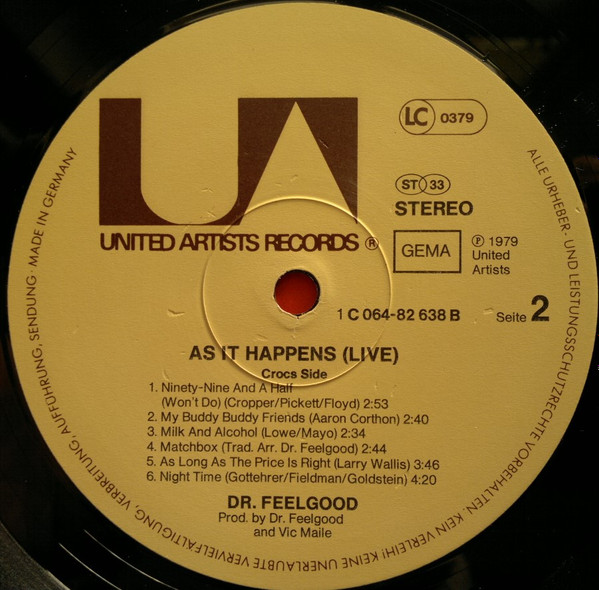 UA
UNITED ARTISTS RECORDS ®
LC 0379
ST 33
STEREO
GEMA
℗ 1979
United
Artists
1 C 064-82 638 B
Seite 2
AS IT HAPPENS (LIVE)
Crocs Side
1. Ninety-Nine And A Half
(Won't Do) (Cropper/Pickett/Floyd) 2:53
2. My Buddy Buddy Friends (Aaron Corthon) 2:40
3. Milk And Alcohol (Lowe/Mayo) 2:34
4. Matchbox (Trad. Arr. Dr. Feelgood) 2:44
5. As Long As The Price Is Right (Larry Wallis) 3:46
6. Night Time (Gottehrer/Fieldman/Goldstein) 4:20
DR. FEELGOOD
Prod. by Dr. Feelgood
and Vic Maile
ALLE URHEBER- UND LEISTUNGSSCHUTZRECHTE VORBEHALTEN. KEIN VERLEIH! KEINE UNERLAUBTE VERVIELFÄLTIGUNG, VERBREITUNG, AUFFÜHRUNG, SENDUNG · MADE IN GERMANY